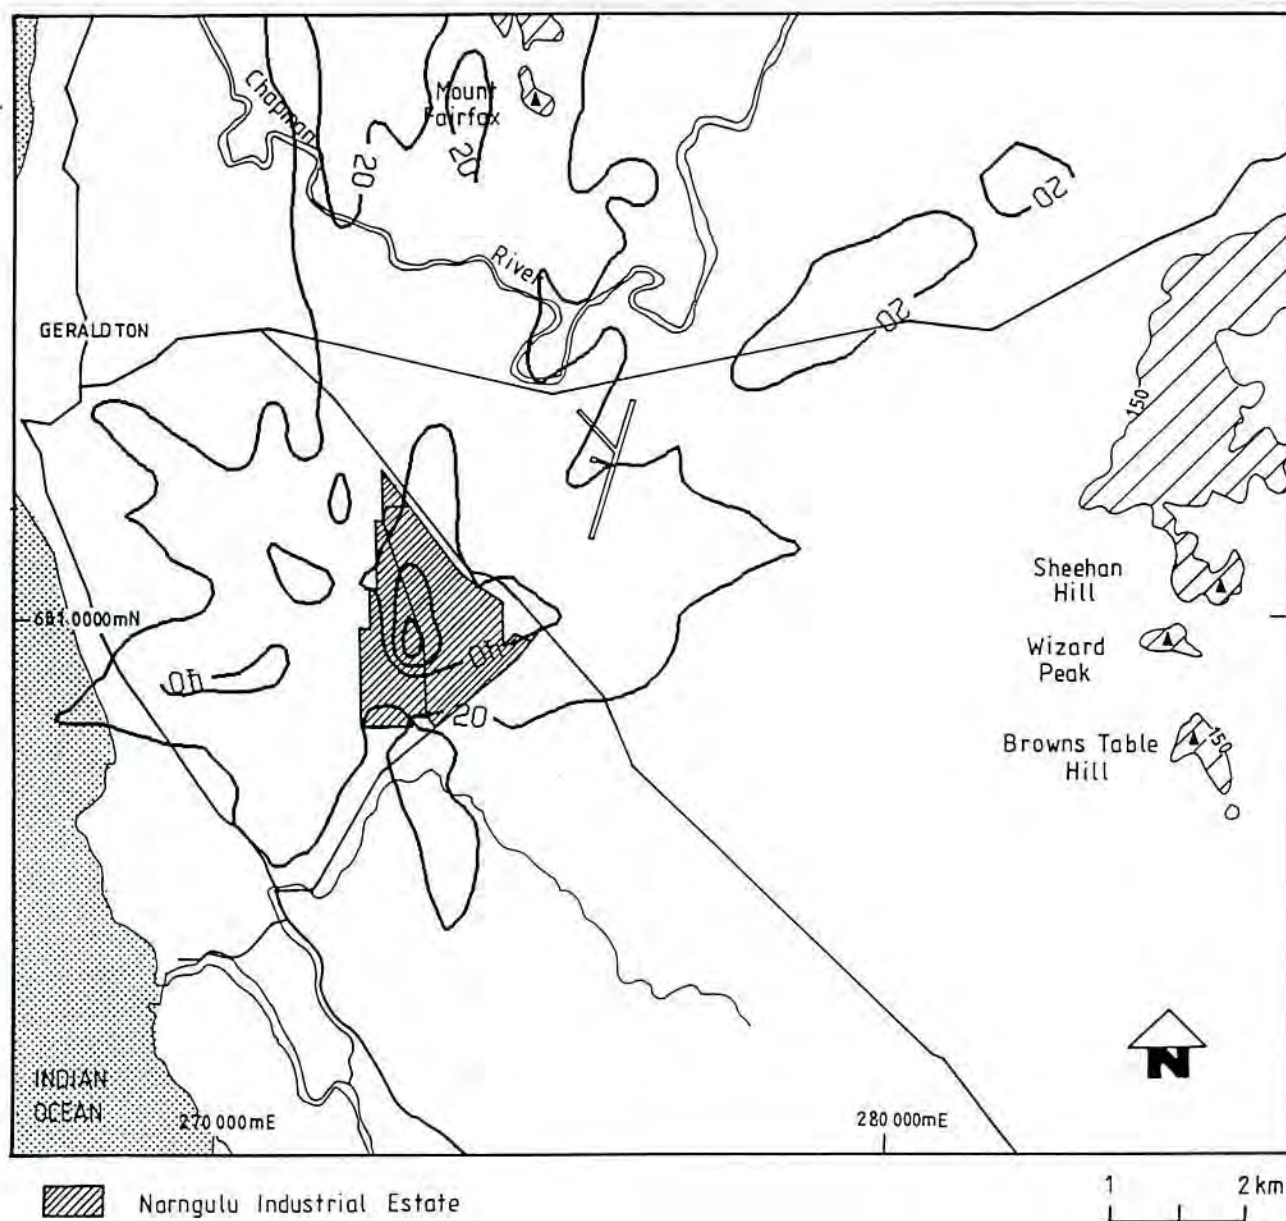 Chapman
Mount
Fairfax
20
20
20
River
20
GERALDTON
150
Sheehan
Hill
6810000mN
Wizard
Peak
40
40
20
Browns Table
Hill
150
N
INDIAN
OCEAN
270 000mE
280 000mE
Narngulu Industrial Estate
1 2 km